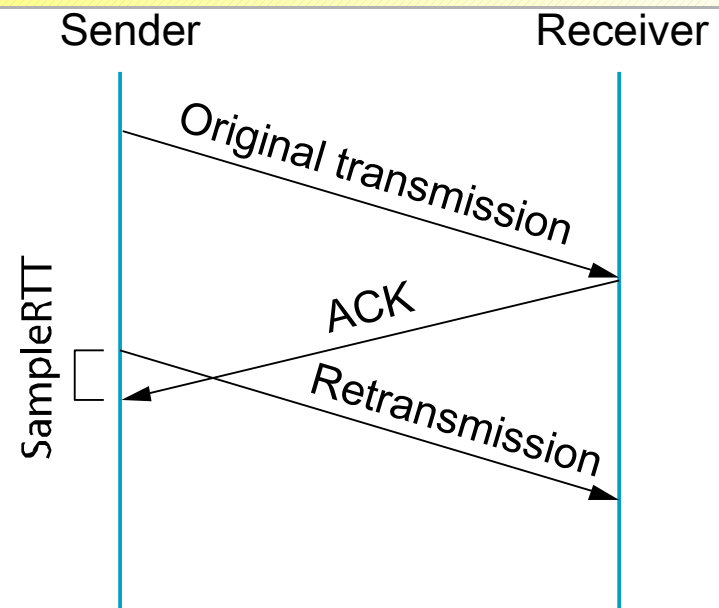 Sender
Receiver
Original transmission
ACK
SampleRTT
Retransmission